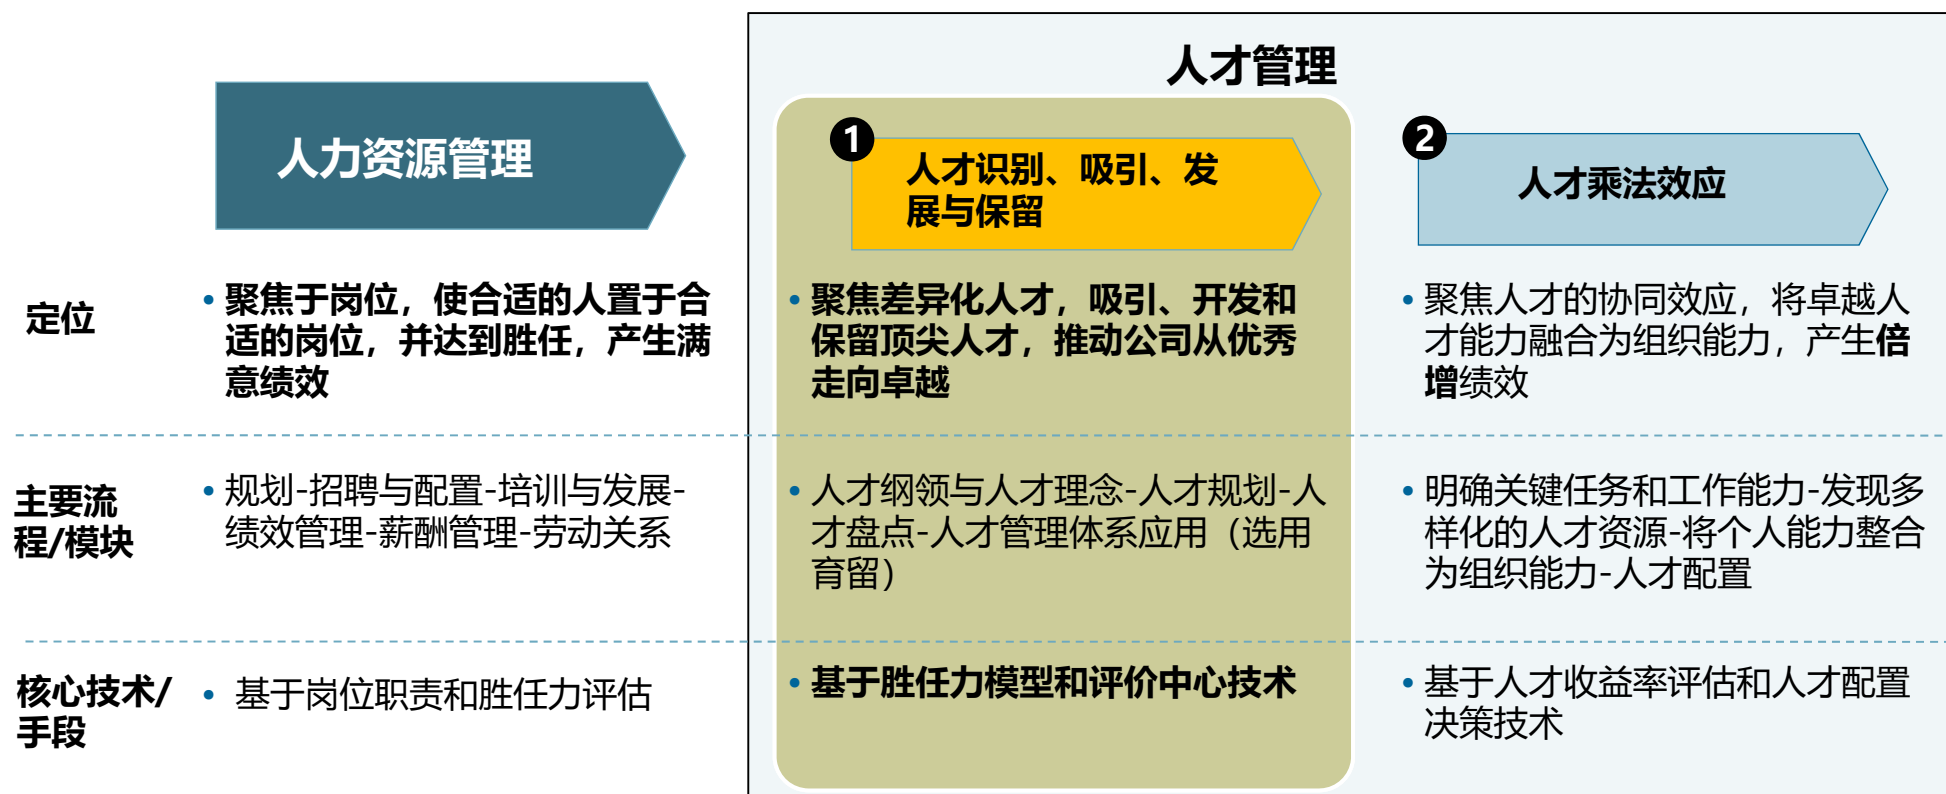 人才管理
人力资源管理
1
人才识别、吸引、发
展与保留
2
人才乘法效应
定位
• 聚焦于岗位，使合适的人置于合
适的岗位，并达到胜任，产生满
意绩效
• 聚焦差异化人才，吸引、开发和
保留顶尖人才，推动公司从优秀
走向卓越
• 聚焦人才的协同效应，将卓越人
才能力融合为组织能力，产生倍
增绩效
主要流
程/模块
• 规划-招聘与配置-培训与发展-
绩效管理-薪酬管理-劳动关系
• 人才纲领与人才理念-人才规划-人
才盘点-人才管理体系应用（选用
育留）
• 明确关键任务和工作能力-发现多
样化的人才资源-将个人能力整合
为组织能力-人才配置
核心技术/
手段
• 基于岗位职责和胜任力评估
• 基于胜任力模型和评价中心技术
• 基于人才收益率评估和人才配置
决策技术